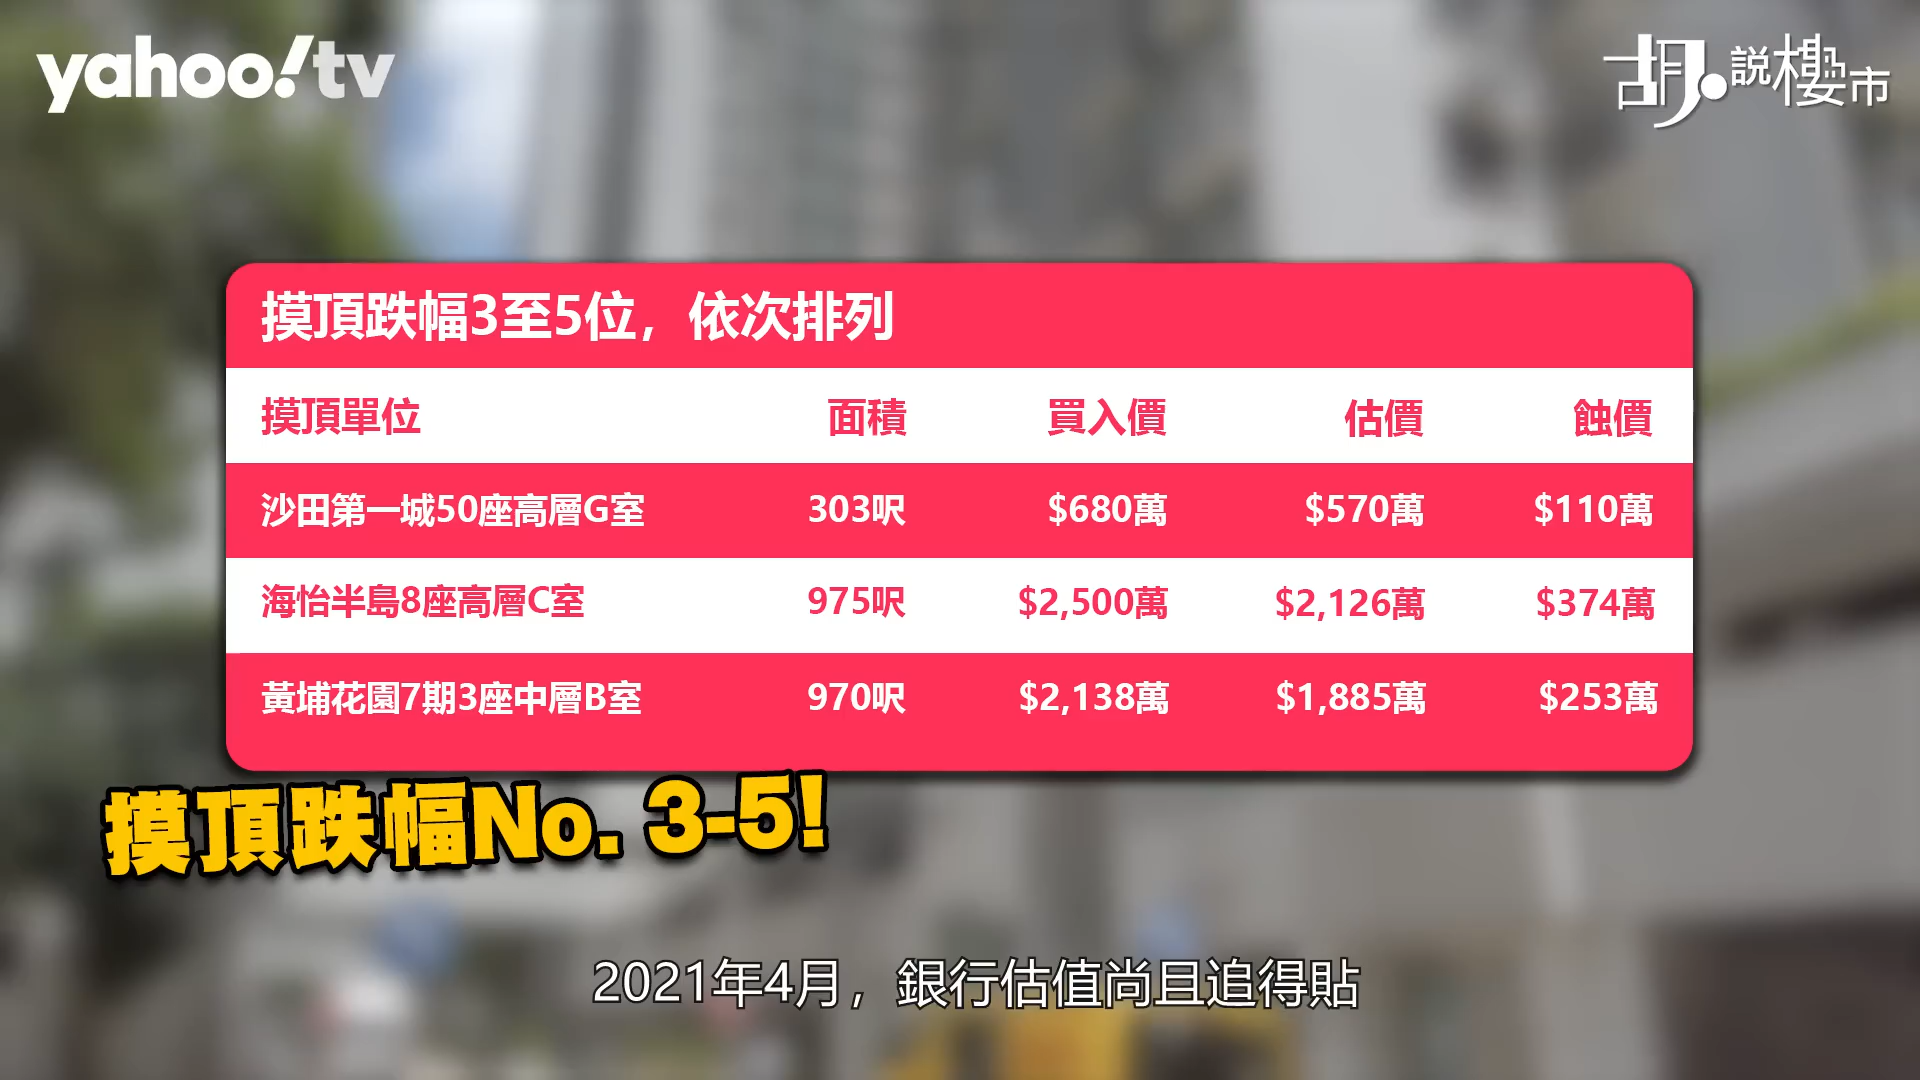 yahoo!tv
胡.説樓市
摸頂跌幅3至5位，依次排列
摸頂單位 面積 買入價 估價 蝕價
沙田第一城50座高層G室 303呎 $680萬 $570萬 $110萬
海怡半島8座高層C室 975呎 $2,500萬 $2,126萬 $374萬
黃埔花園7期3座中層B室 970呎 $2,138萬 $1,885萬 $253萬
摸頂跌幅No. 3-5!
2021年4月，銀行估值尚且追得貼